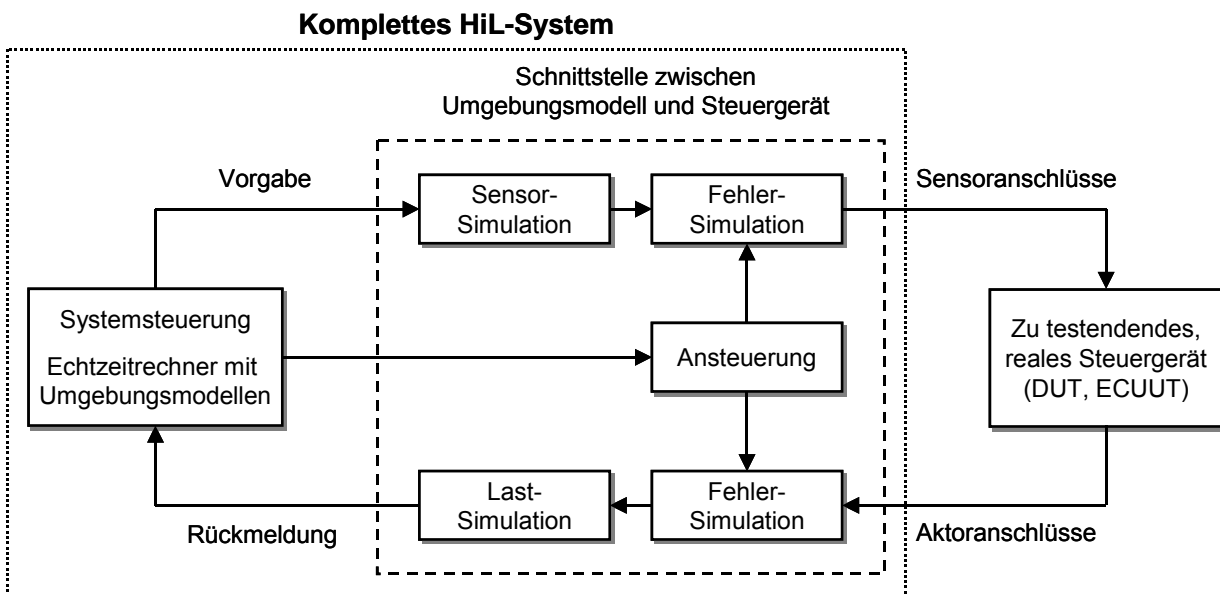 Komplettes HiL-System
Schnittstelle zwischen
Umgebungsmodell und Steuergerät
Vorgabe
Sensor-
Simulation
Fehler-
Simulation
Sensoranschlüsse
Systemsteuerung
Echtzeitrechner mit
Umgebungsmodellen
Ansteuerung
Zu testendendes,
reales Steuergerät
(DUT, ECUUT)
Last-
Simulation
Fehler-
Simulation
Rückmeldung
Aktoranschlüsse